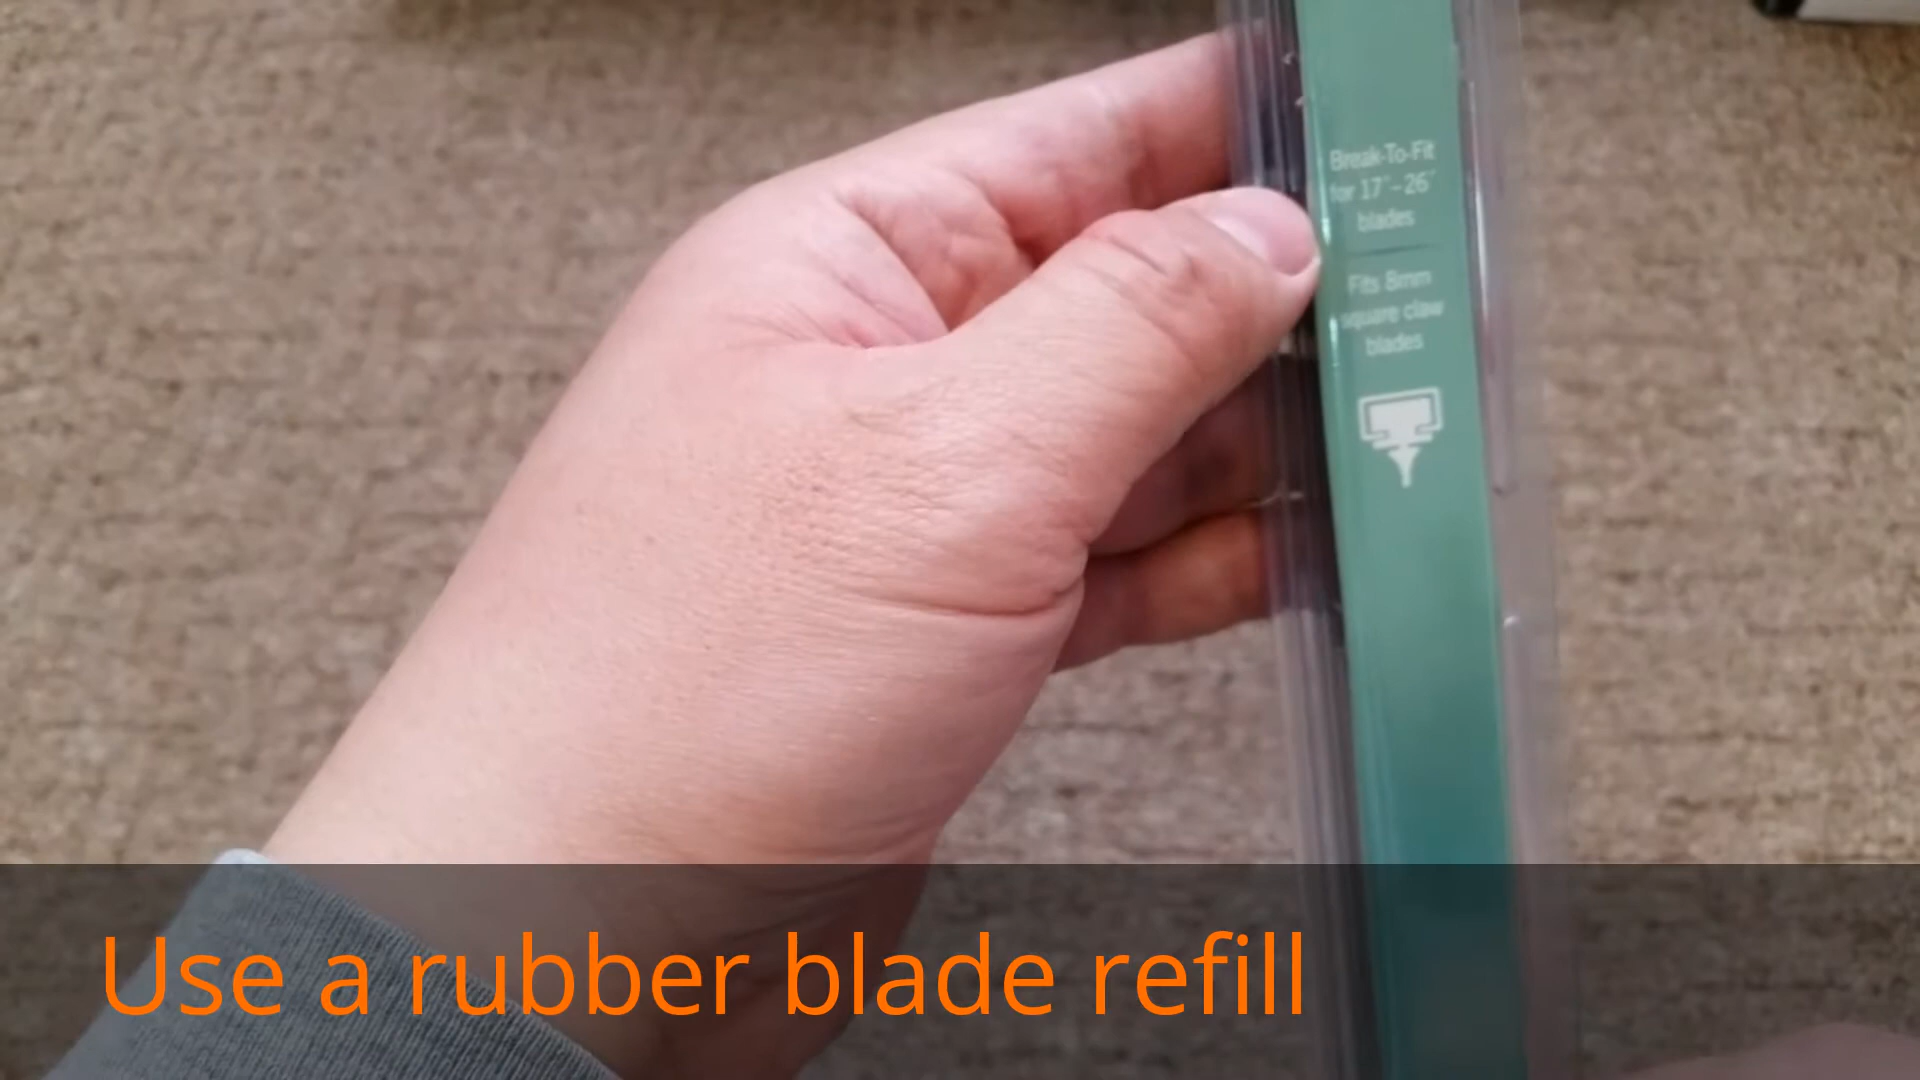 Break-To-Fit
for 17"-26"
blades
Fits 8mm
square claw
blades
Use a rubber blade refill